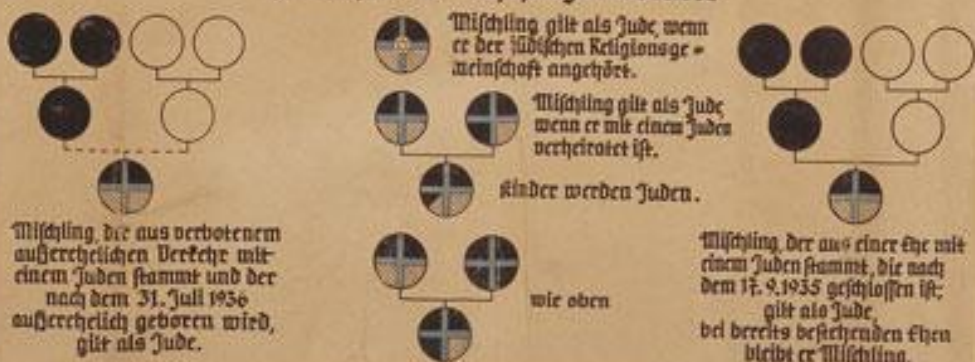 Mischling gilt als Jude, wenn
er der jüdischen Religionsge-
meinschaft angehört.
Mischling gilt als Jude
wenn er mit einem Juden
verheiratet ist.
Kinder werden Juden.
Mischling, der aus verbotenem
außerehelichen Verkehr mit
einem Juden stammt und der
nach dem 31. Juli 1936
außerehelich geboren wird,
gilt als Jude.
wie oben
Mischling, der aus einer Ehe mit
einem Juden stammt, die nach
dem 17.9.1935 geschlossen ist,
gilt als Jude,
bei bereits bestehenden Ehen
bleibt er Mischling.